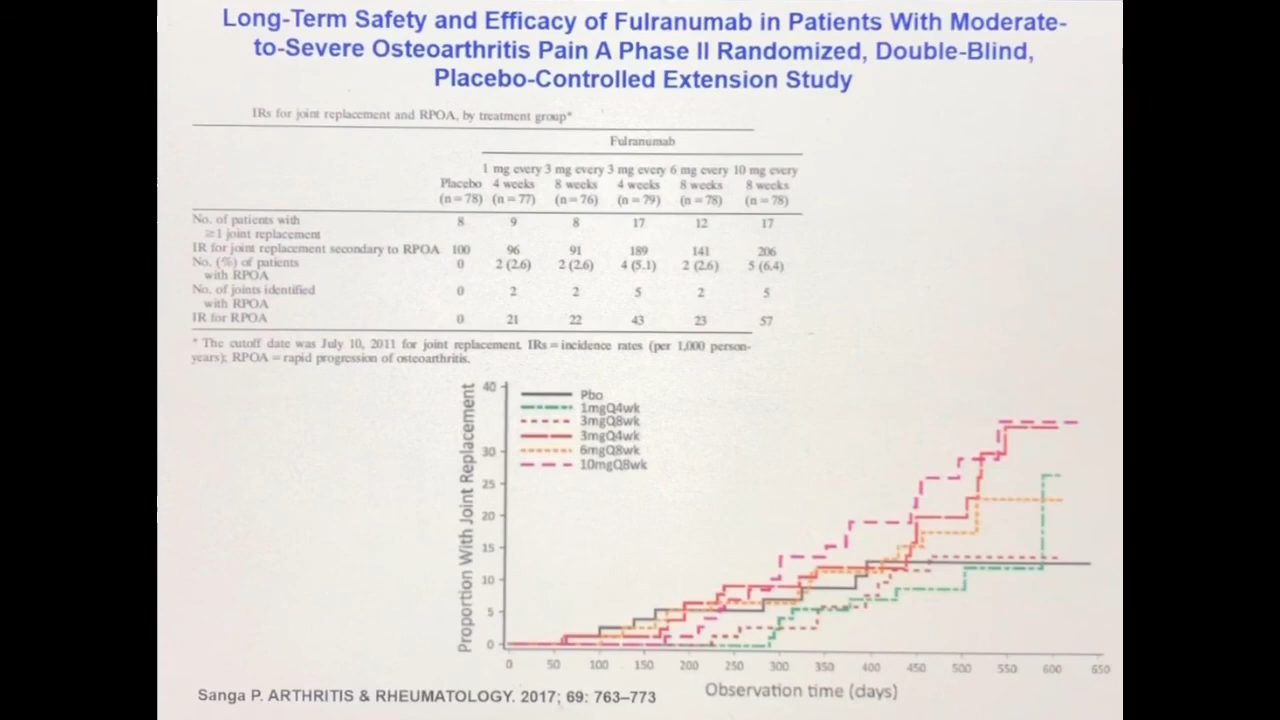 Long-Term Safety and Efficacy of Fulranumab in Patients With Moderate-
to-Severe Osteoarthritis Pain A Phase II Randomized, Double-Blind,
Placebo-Controlled Extension Study
IRs for joint replacement and RPOA, by treatment group*
Fulranumab
1 mg every 3 mg every 3 mg every 6 mg every 10 mg every
Placebo 4 weeks 8 weeks 4 weeks 8 weeks 8 weeks
(n = 78) (n = 77) (n = 76) (n = 79) (n = 78) (n = 78)
No. of patients with 8 9 8 17 12 17
≥1 joint replacement
IR for joint replacement secondary to RPOA 100 96 91 189 141 206
No. (%) of patients 0 2 (2.6) 2 (2.6) 4 (5.1) 2 (2.6) 5 (6.4)
with RPOA
No. of joints identified 0 2 2 5 2 5
with RPOA
IR for RPOA 0 21 22 43 23 57
* The cutoff date was July 10, 2011 for joint replacement. IRs = incidence rates (per 1,000 person-
years); RPOA = rapid progression of osteoarthritis.
Proportion With Joint Replacement
40
30
25
20
15
10
5
0
Pbo
1mgQ4wk
3mgQ8wk
3mgQ4wk
6mgQ8wk
10mgQ8wk
0 50 100 150 200 250 300 350 400 450 500 550 600 650
Observation time (days)
Sanga P. ARTHRITIS & RHEUMATOLOGY. 2017; 69: 763–773